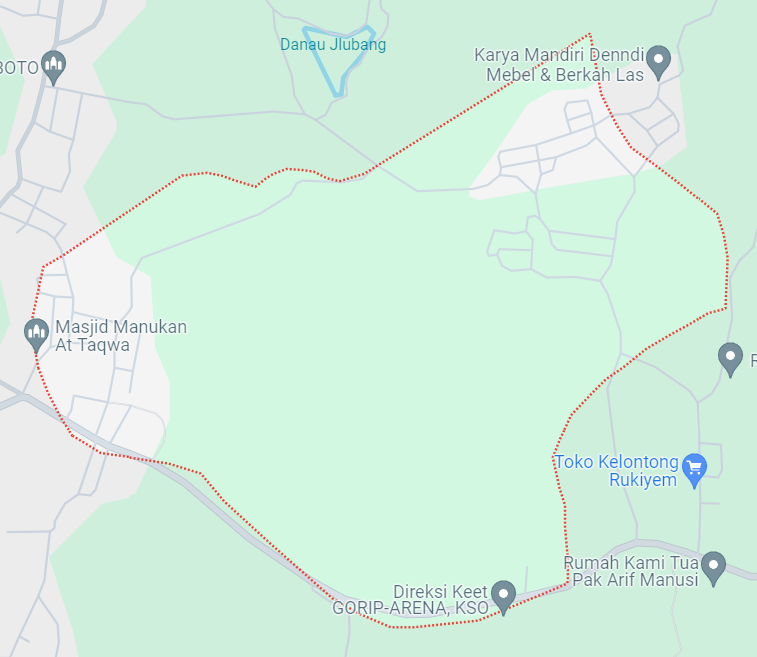 Danau Jlubang
Karya Mandiri Denndi
Mebel & Berkah Las
BOTO
Masjid Manukan
At Taqwa
R
Toko Kelontong
Rukiyem
Rumah Kami Tua
Pak Arif Manusi
Direksi Keet
GORIP-ARENA, KSO